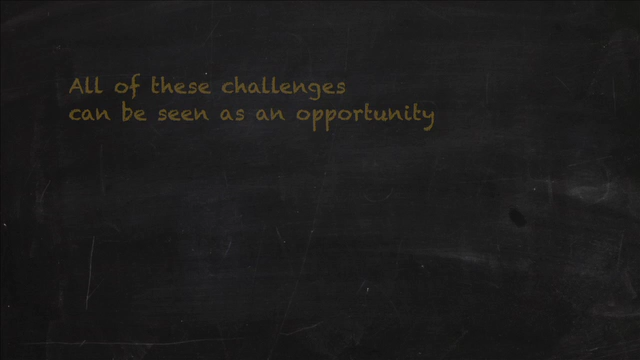 All of these challenges
can be seen as an opportunity